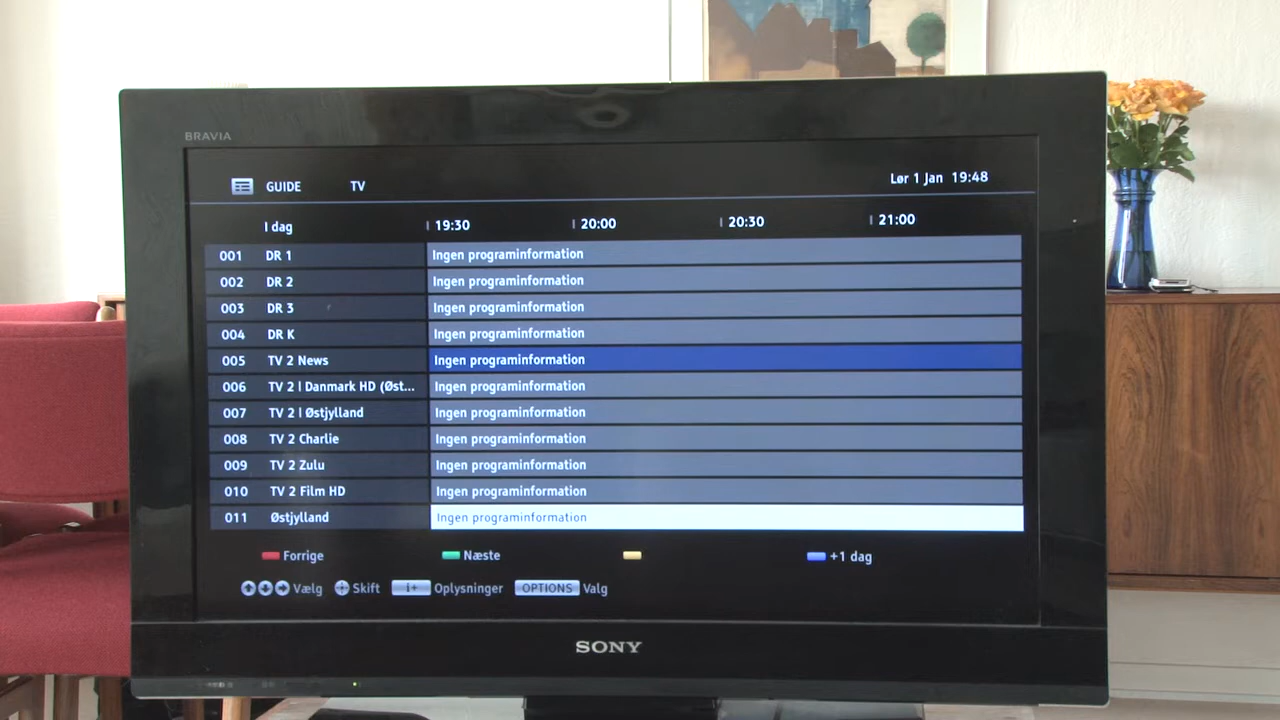 BRAVIA
GUIDE TV Lør 1 Jan 19:48
I dag 19:30 20:00 20:30 21:00
001 DR 1 Ingen programinformation
002 DR 2 Ingen programinformation
003 DR 3 Ingen programinformation
004 DR K Ingen programinformation
005 TV 2 News Ingen programinformation
006 TV 2 | Danmark HD (Øst... Ingen programinformation
007 TV 2 | Østjylland Ingen programinformation
008 TV 2 Charlie Ingen programinformation
009 TV 2 Zulu Ingen programinformation
010 TV 2 Film HD Ingen programinformation
011 Østjylland Ingen programinformation
Forrige Næste +1 dag
Vælg Skift i+ Oplysninger OPTIONS Valg
SONY